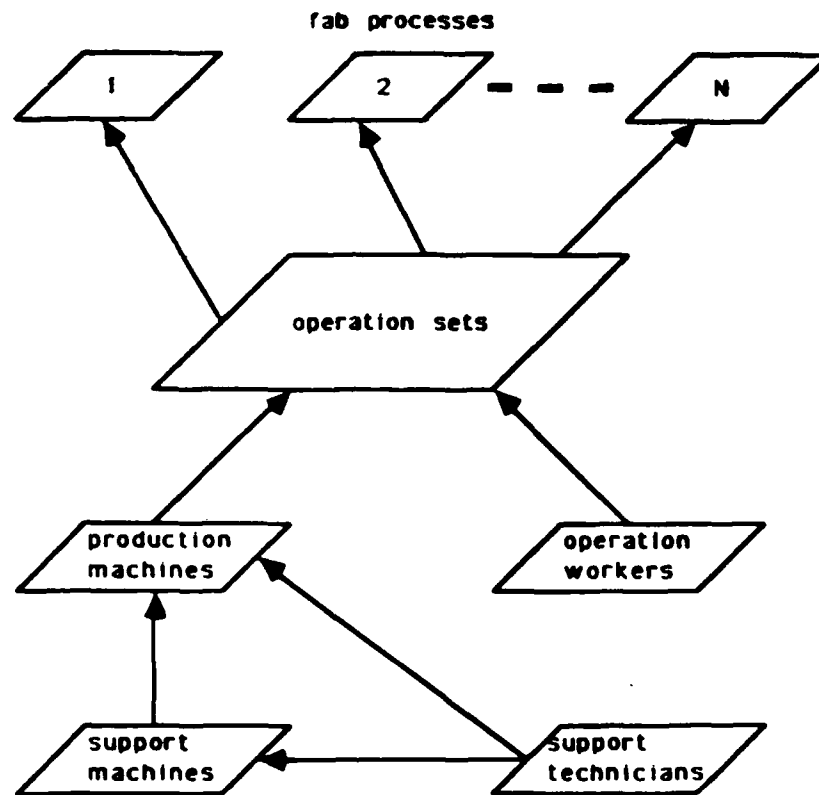 fab processes
1
2
N
operation sets
production
machines
operation
workers
support
machines
support
technicians